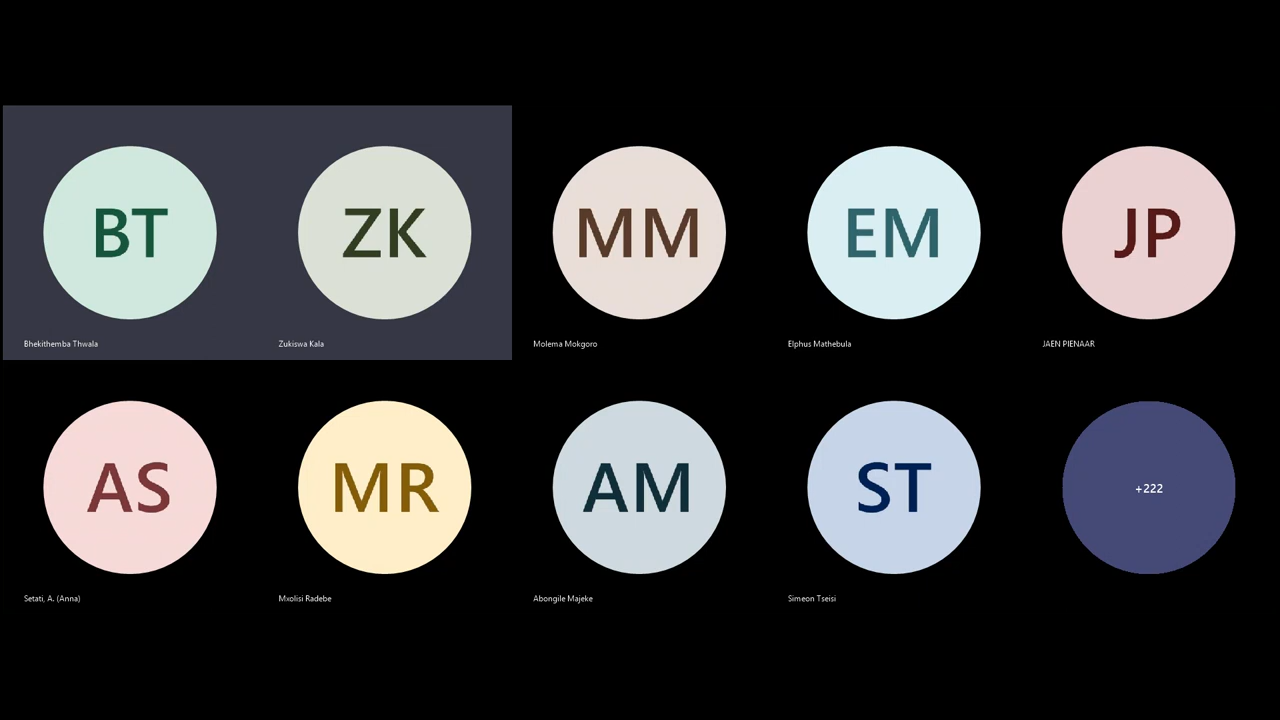 BT
ZK
MM
EM
JP
Bhekithemba Thwala
Zukiswa Kala
Molema Mokgoro
Elphus Mathebula
JAEN PIENAAR
AS
MR
AM
ST
+222
Setati, A. (Anna)
Mxolisi Radebe
Abongile Majeke
Simeon Tseisi